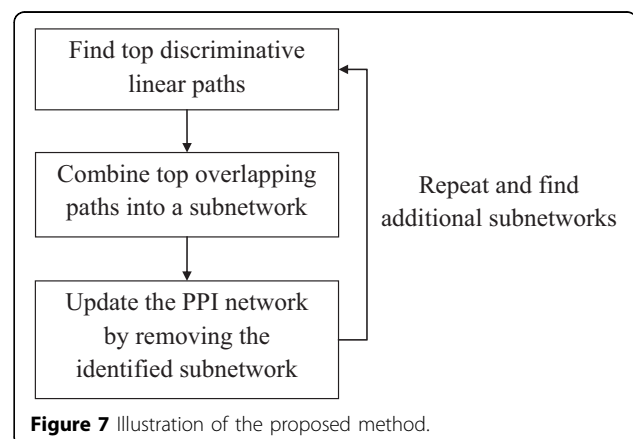 Find top discriminative
linear paths
Combine top overlapping
paths into a subnetwork
Repeat and find
additional subnetworks
Update the PPI network
by removing the
identified subnetwork
Figure 7 Illustration of the proposed method.